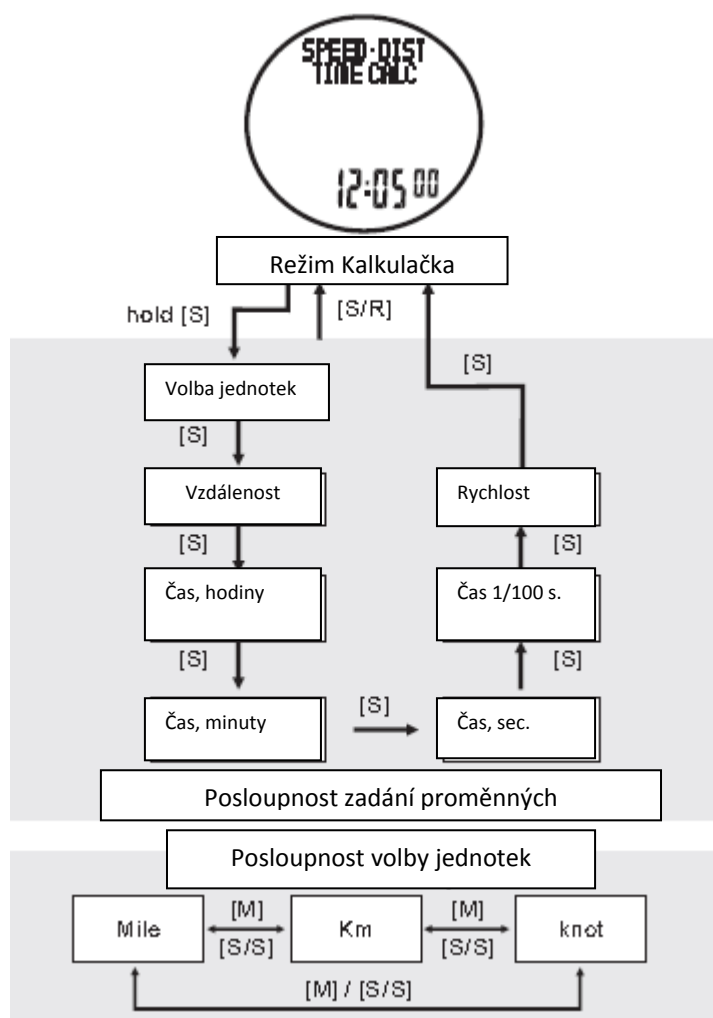 SPEED·DIST
TIME CALC
12:05 00
Režim Kalkulačka
hold [S]
[S/R]
[S]
Volba jednotek
[S]
Vzdálenost
Rychlost
[S]
[S]
Čas, hodiny
Čas 1/100 s.
[S]
[S]
Čas, minuty
[S]
Čas, sec.
Posloupnost zadání proměnných
Posloupnost volby jednotek
Mile
[M]
[S/S]
Km
[M]
[S/S]
knot
[M] / [S/S]